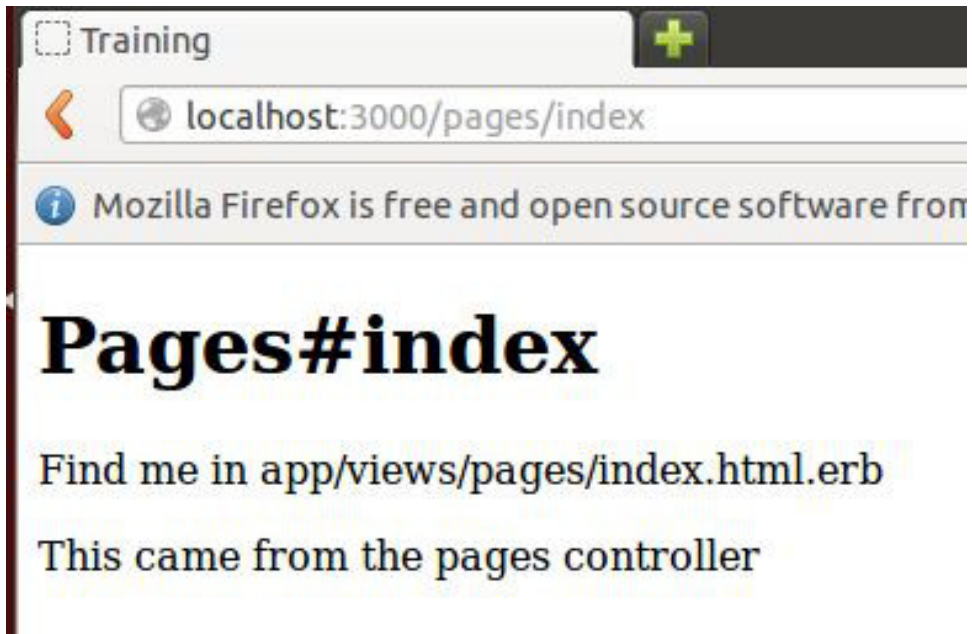 Training
localhost:3000/pages/index
Mozilla Firefox is free and open source software from
Pages#index
Find me in app/views/pages/index.html.erb
This came from the pages controller